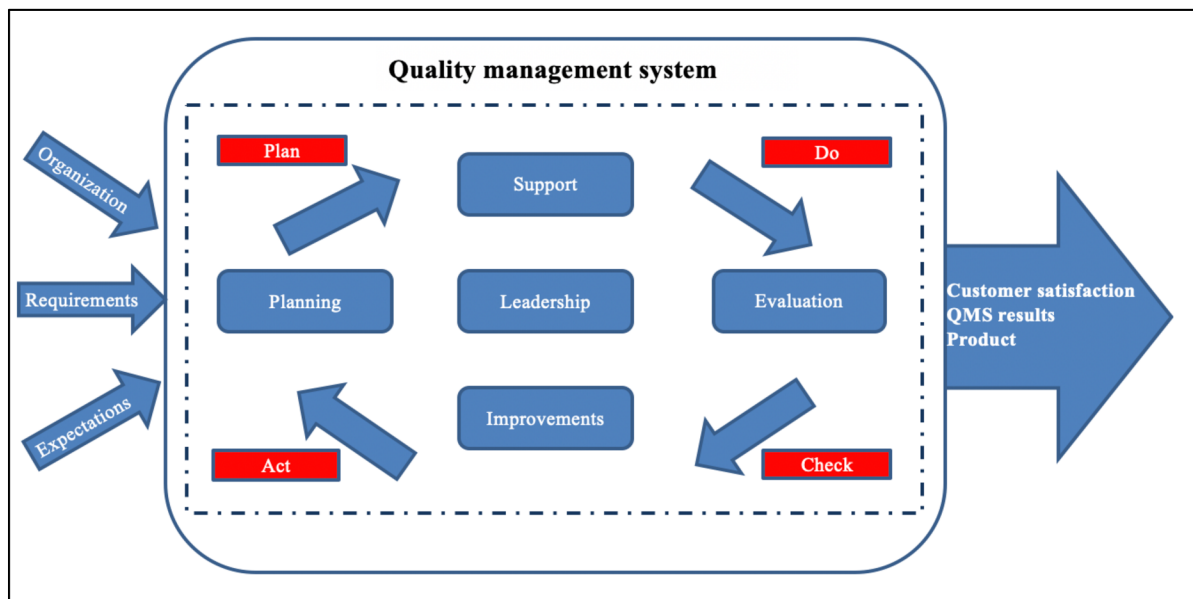 Quality management system
Plan
Do
Organization
Support
Requirements
Planning
Leadership
Evaluation
Customer satisfaction
QMS results
Product
Expectations
Improvements
Act
Check